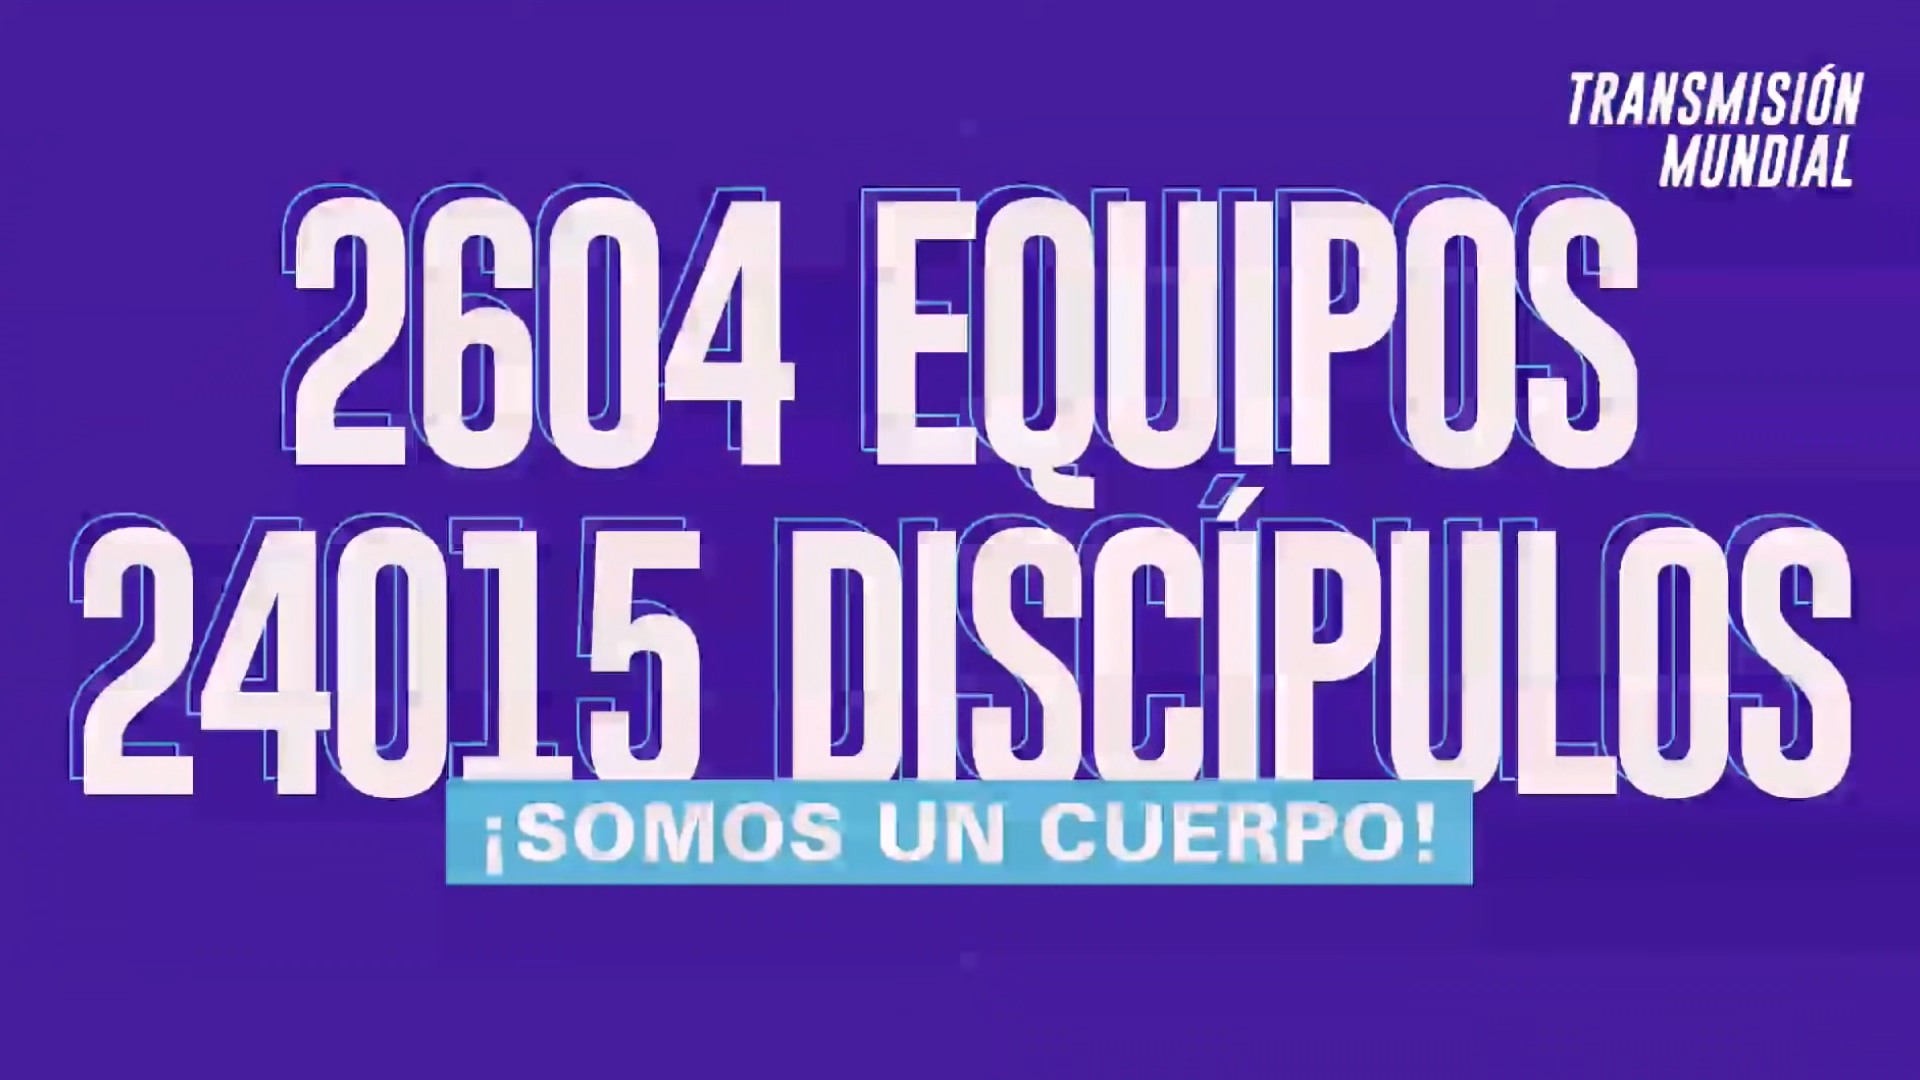 TRANSMISIÓN
MUNDIAL
2604 EQUIPOS
24015 DISCÍPULOS
¡SOMOS UN CUERPO!